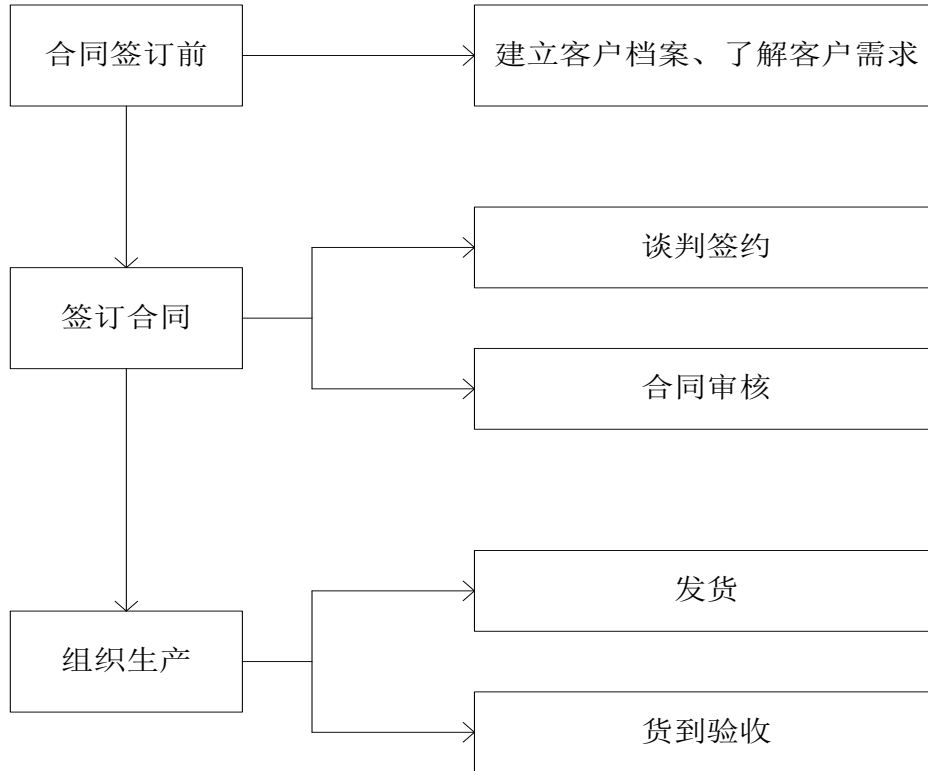 合同签订前
建立客户档案、了解客户需求
谈判签约
签订合同
合同审核
发货
组织生产
货到验收